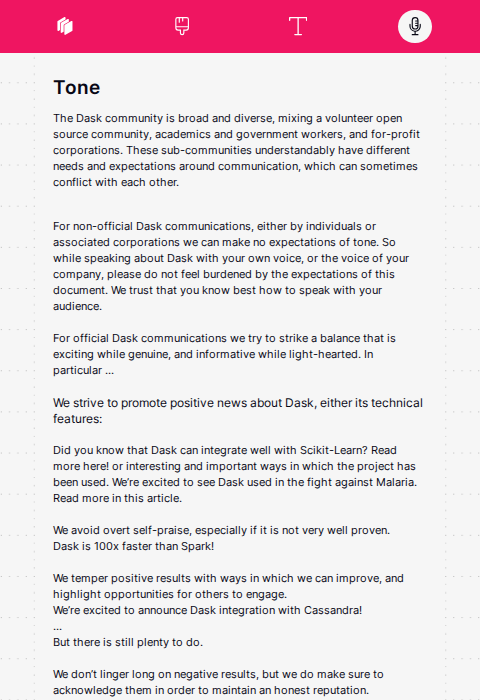 Tone
The Dask community is broad and diverse, mixing a volunteer open
source community, academics and government workers, and for-profit
corporations. These sub-communities understandably have different
needs and expectations around communication, which can sometimes
conflict with each other.
For non-official Dask communications, either by individuals or
associated corporations we can make no expectations of tone. So
while speaking about Dask with your own voice, or the voice of your
company, please do not feel burdened by the expectations of this
document. We trust that you know best how to speak with your
audience.
For official Dask communications we try to strike a balance that is
exciting while genuine, and informative while light-hearted. In
particular ...
We strive to promote positive news about Dask, either its technical
features:
Did you know that Dask can integrate well with Scikit-Learn? Read
more here! or interesting and important ways in which the project has
been used. We’re excited to see Dask used in the fight against Malaria.
Read more in this article.
We avoid overt self-praise, especially if it is not very well proven.
Dask is 100x faster than Spark!
We temper positive results with ways in which we can improve, and
highlight opportunities for others to engage.
We’re excited to announce Dask integration with Cassandra!
...
But there is still plenty to do.
We don’t linger long on negative results, but we do make sure to
acknowledge them in order to maintain an honest reputation.